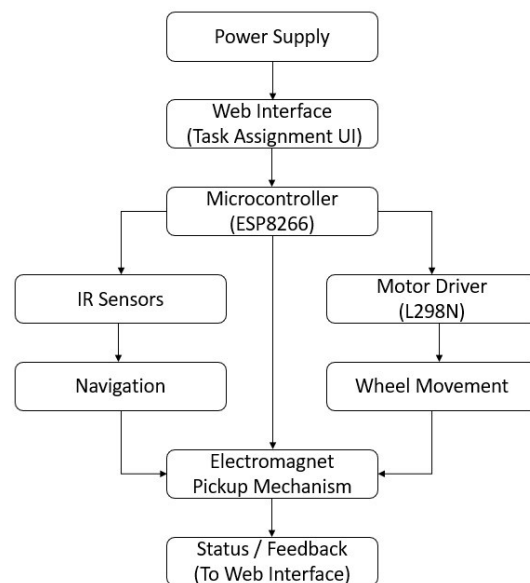 Power Supply
Web Interface
(Task Assignment UI)
Microcontroller
(ESP8266)
IR Sensors
Motor Driver
(L298N)
Navigation
Wheel Movement
Electromagnet
Pickup Mechanism
Status / Feedback
(To Web Interface)